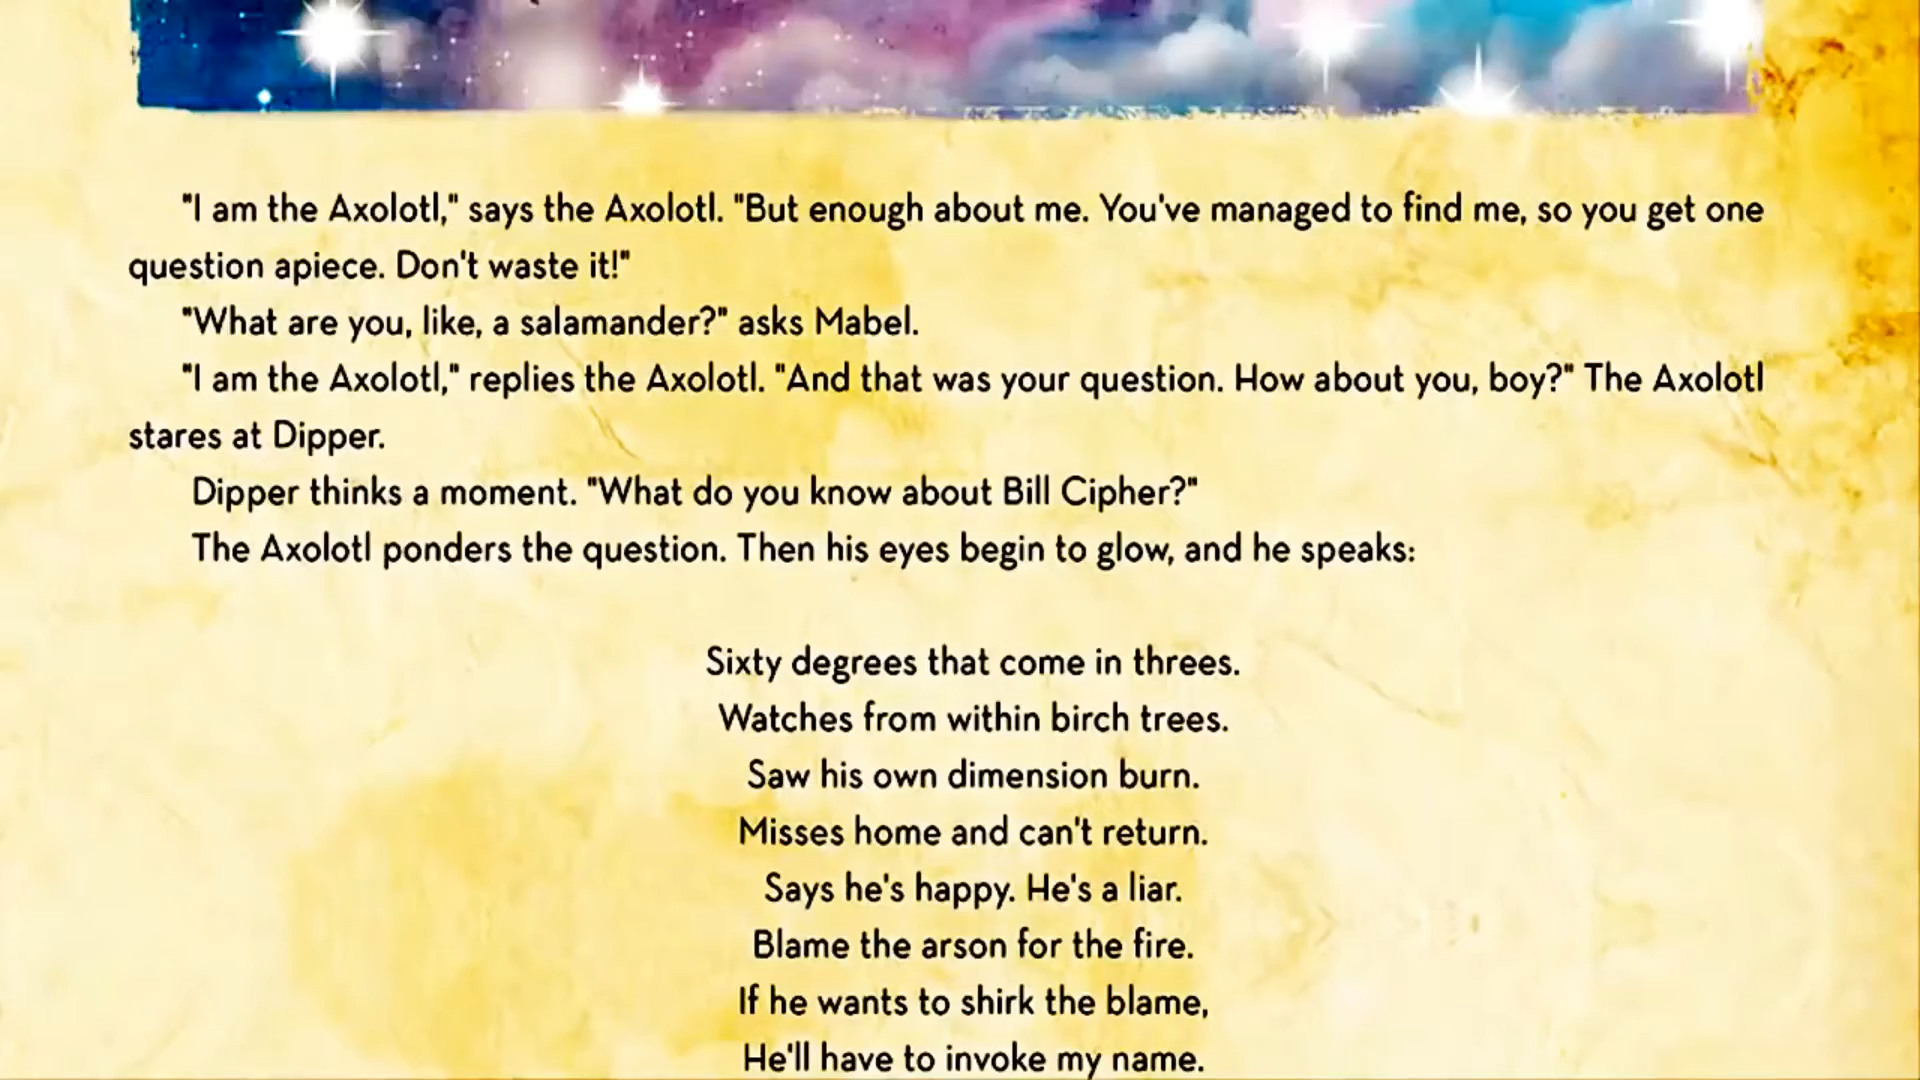 "I am the Axolotl," says the Axolotl. "But enough about me. You've managed to find me, so you get one
question apiece. Don't waste it!"
"What are you, like, a salamander?" asks Mabel.
"I am the Axolotl," replies the Axolotl. "And that was your question. How about you, boy?" The Axolotl
stares at Dipper.
Dipper thinks a moment. "What do you know about Bill Cipher?"
The Axolotl ponders the question. Then his eyes begin to glow, and he speaks:
Sixty degrees that come in threes.
Watches from within birch trees.
Saw his own dimension burn.
Misses home and can't return.
Says he's happy. He's a liar.
Blame the arson for the fire.
If he wants to shirk the blame,
He'll have to invoke my name.